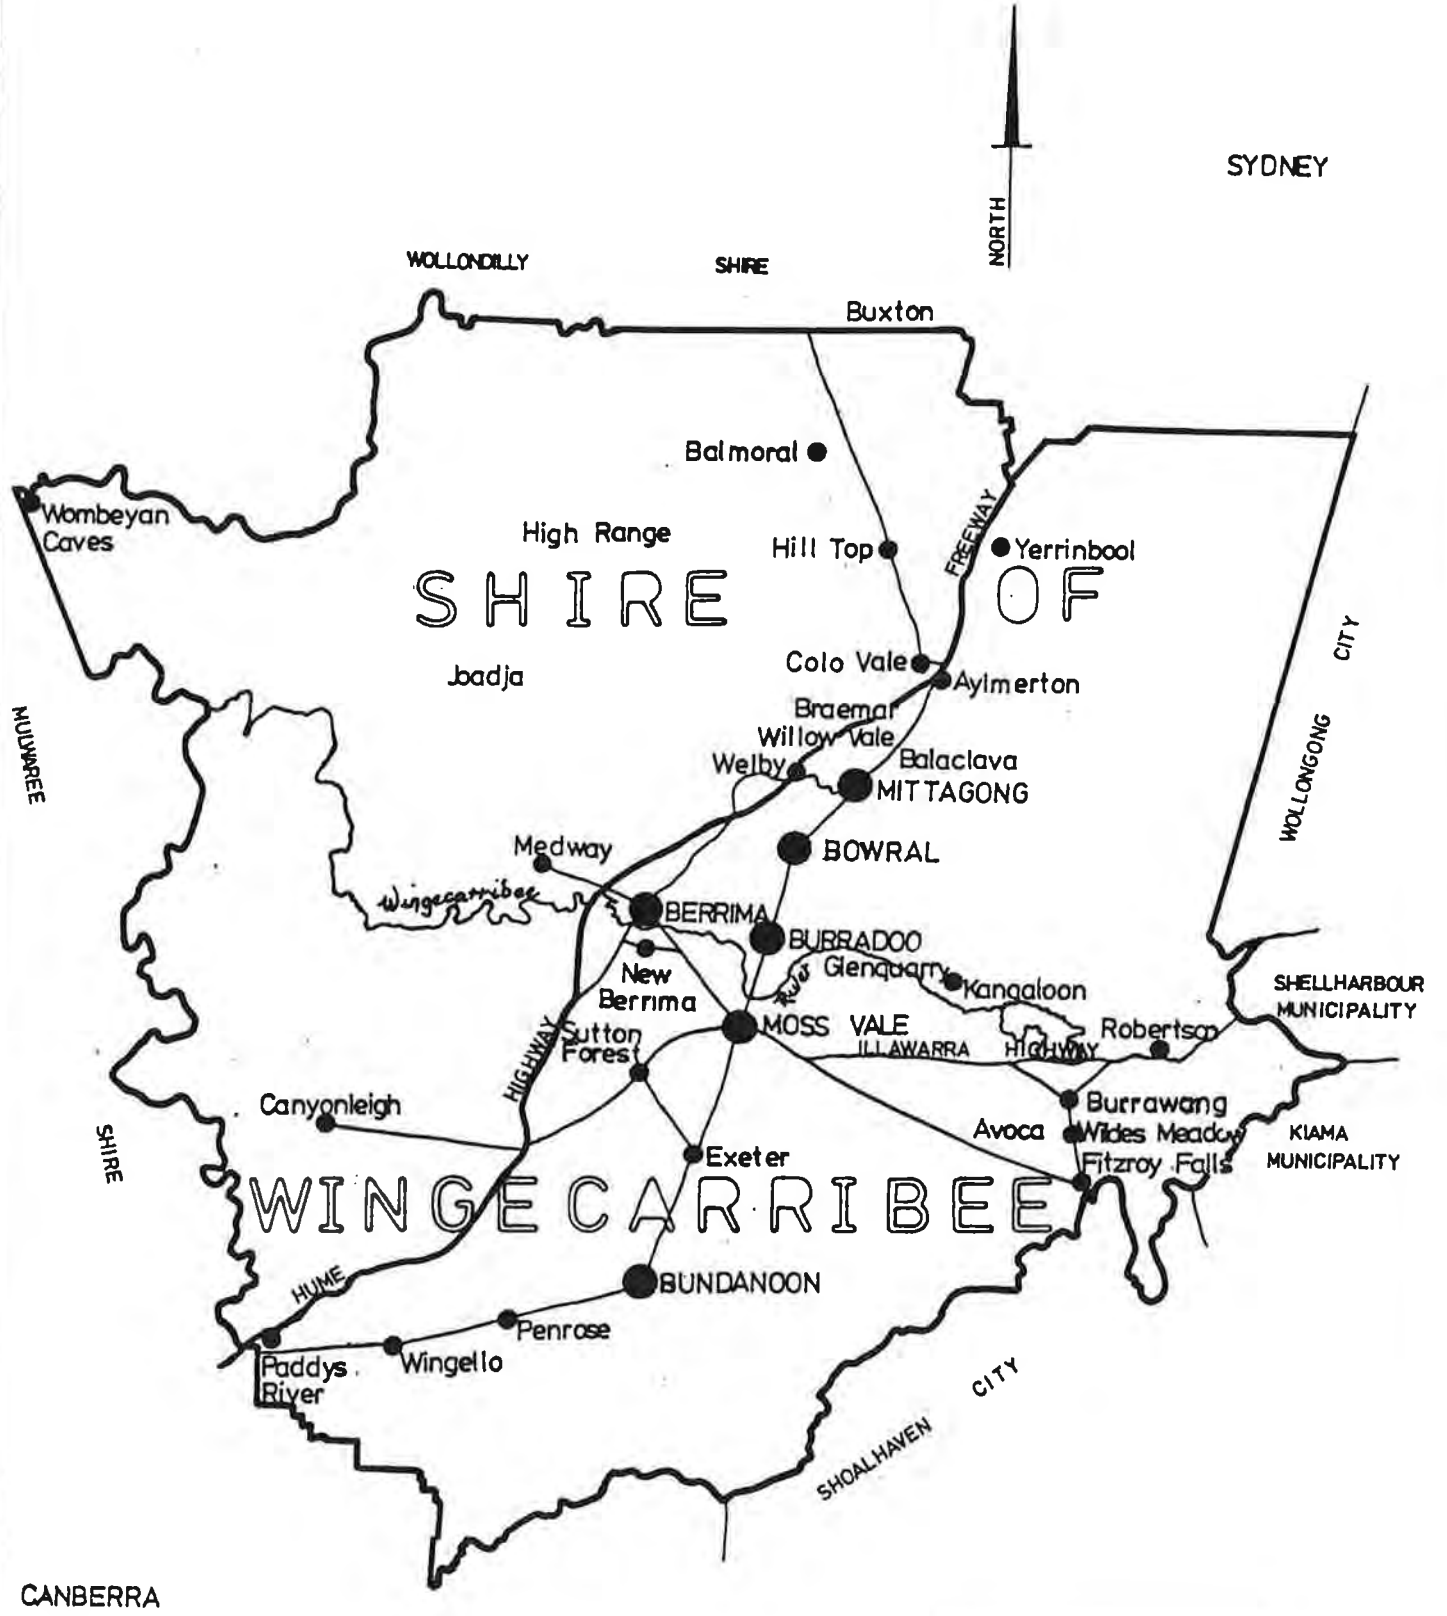 SYDNEY
NORTH
WOLLONDILLY SHIRE
Buxton
Balmoral
Wombeyan
Caves
High Range
Hill Top
FREEWAY
Yerrinbool
SHIRE OF
CITY
Colo Vale
Joadja
Aylmerton
Braemar
MULWAREE
Willow Vale
WOLLONGONG
Welby
Balaclava
MITTAGONG
Medway
BOWRAL
Wingecarribee
BERRIMA
BURRADOO
Glenquarry
River
New
Berrima
Kangaloon
SHELLHARBOUR
MUNICIPALITY
MOSS VALE
Sutton
Forest
Robertson
ILLAWARRA HIGHWAY
HIGHWAY
Canyonleigh
Burrawang
Avoca
Wildes Meadow
KIAMA
MUNICIPALITY
SHIRE
Exeter
Fitzroy Falls
WINGECARRIBEE
HUME
BUNDANOON
Penrose
Wingello
Paddys
River
CITY
SHOALHAVEN
CANBERRA